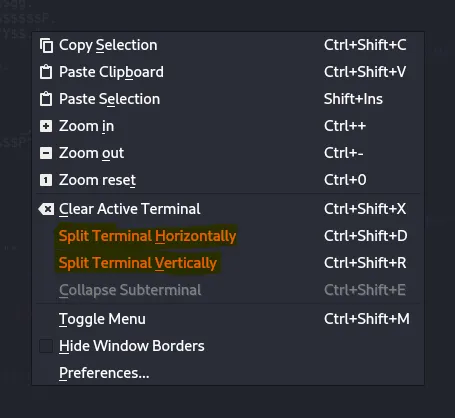 Copy Selection Ctrl+Shift+C
Paste Clipboard Ctrl+Shift+V
Paste Selection Shift+Ins
Zoom in Ctrl++
Zoom out Ctrl+-
Zoom reset Ctrl+0
Clear Active Terminal Ctrl+Shift+X
Split Terminal Horizontally Ctrl+Shift+D
Split Terminal Vertically Ctrl+Shift+R
Collapse Subterminal Ctrl+Shift+E
Toggle Menu Ctrl+Shift+M
Hide Window Borders
Preferences...